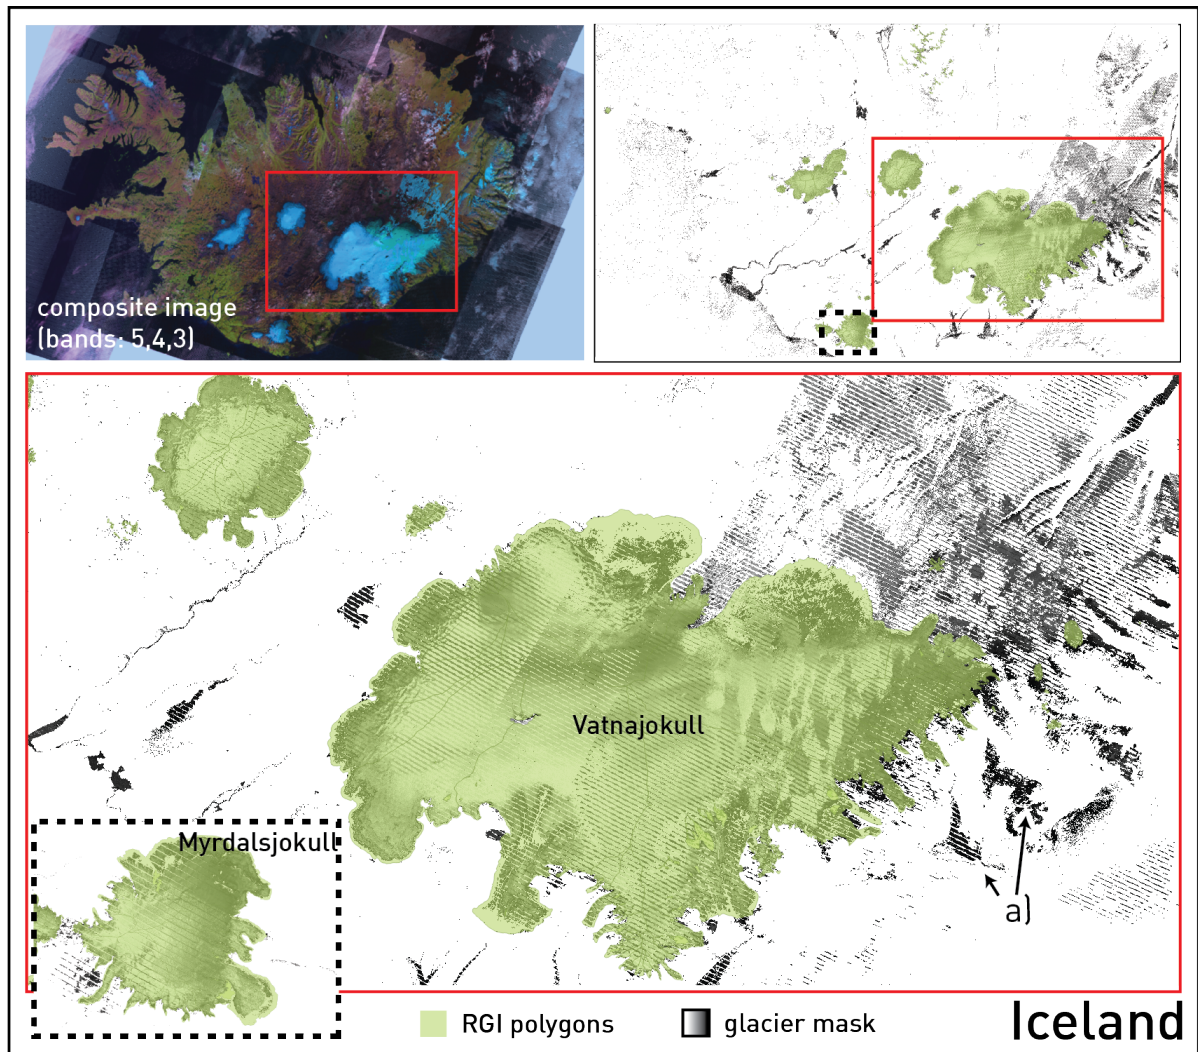 composite image
(bands: 5,4,3)
Vatnajokull
Myrdalsjokull
a)
RGI polygons
glacier mask
Iceland